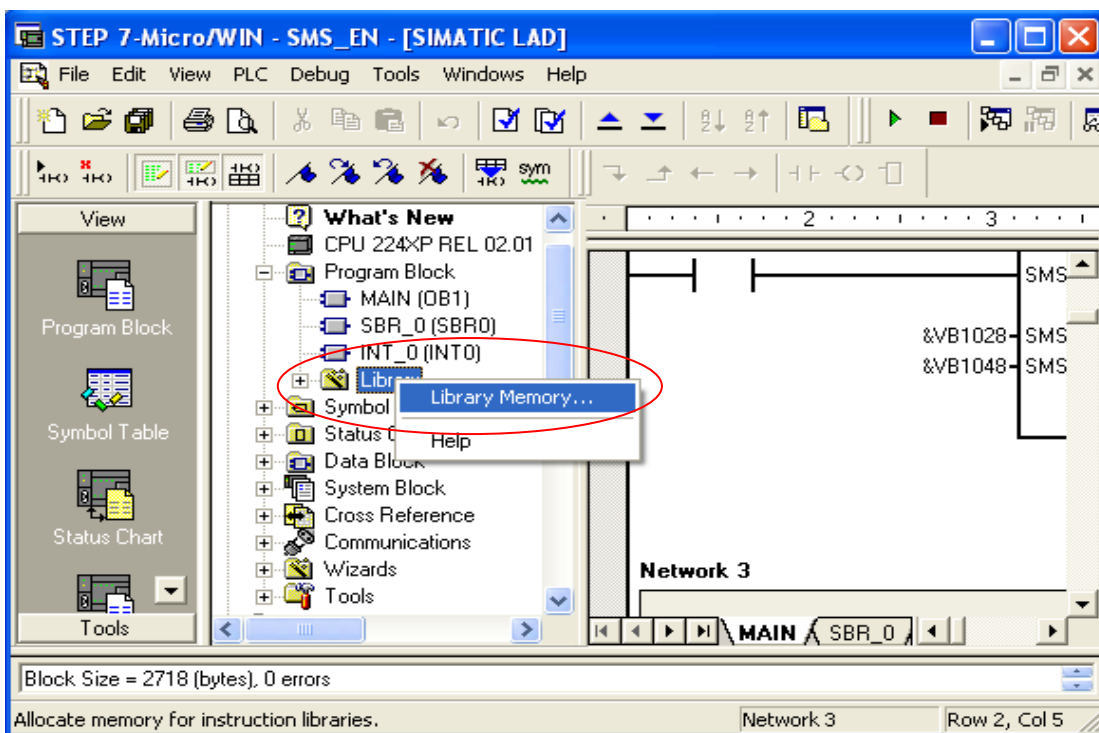 STEP 7-Micro/WIN - SMS_EN - [SIMATIC LAD]
File Edit View PLC Debug Tools Windows Help
sym
View
Program Block
Symbol Table
Status Chart
Tools
What's New
CPU 224XP REL 02.01
Program Block
MAIN (OB1)
SBR_0 (SBR0)
INT_0 (INT0)
Library Memory...
Symbol
Help
Data Block
System Block
Cross Reference
Communications
Wizards
Tools
2 3
SMS
&VB1028 SMS
&VB1048 SMS
Network 3
MAIN SBR_0
Block Size = 2718 (bytes), 0 errors
Allocate memory for instruction libraries. Network 3 Row 2, Col 5